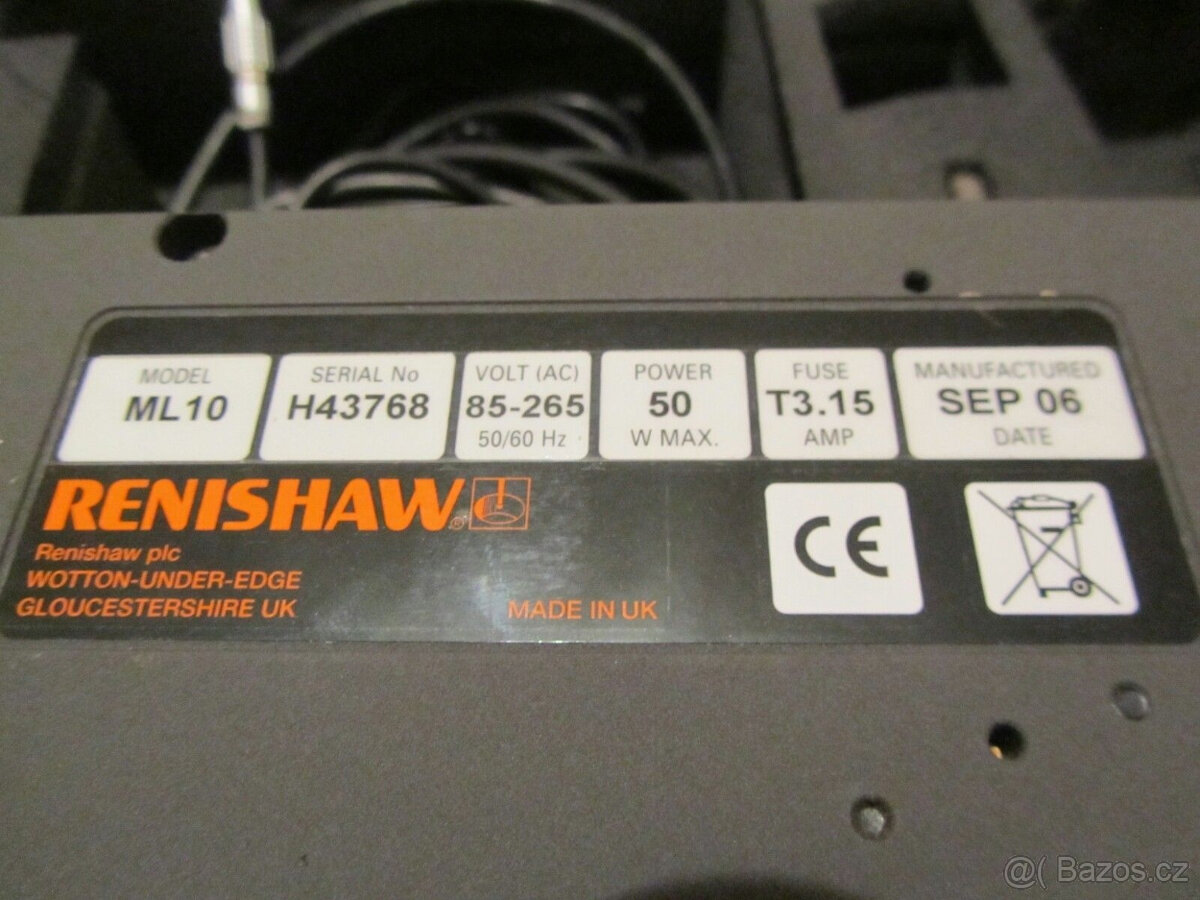 MODEL
ML10
SERIAL No
H43768
VOLT (AC)
85-265
50/60 Hz
POWER
50
W MAX.
FUSE
T3.15
AMP
MANUFACTURED
SEP 06
DATE
RENISHAW
Renishaw plc
WOTTON-UNDER-EDGE
GLOUCESTERSHIRE UK
MADE IN UK
CE
@( Bazos.cz